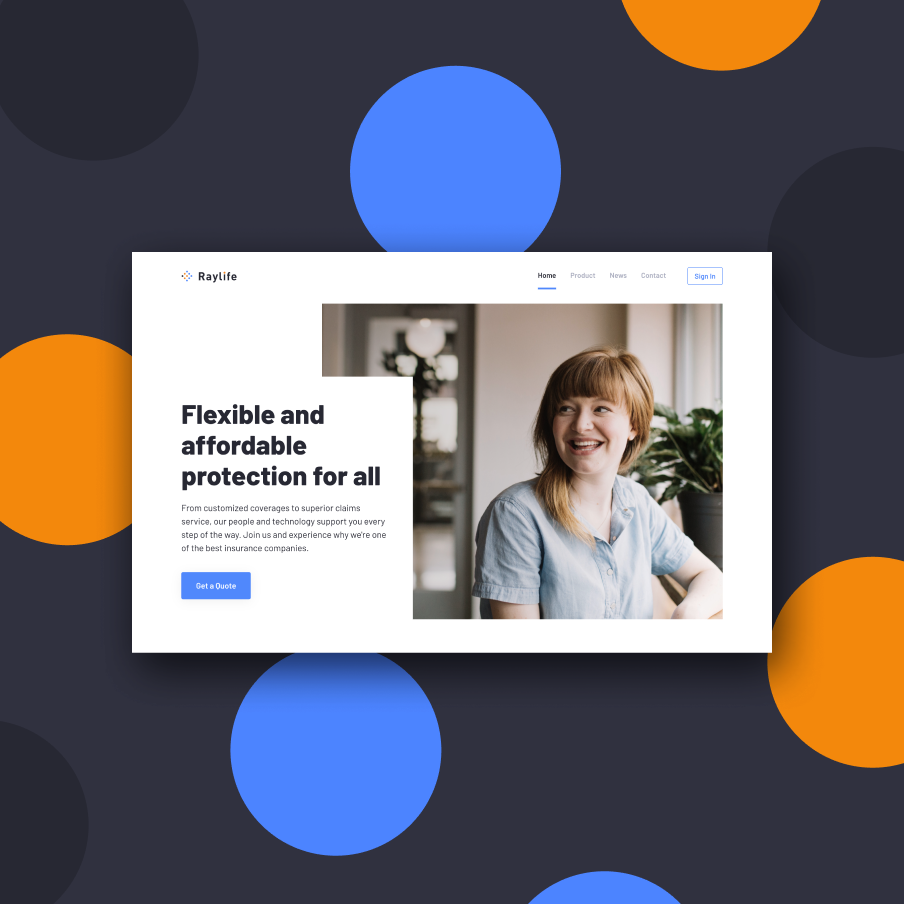 Raylife
Home Product News Contact Sign In
Flexible and
affordable
protection for all
From customized coverages to superior claims
service, our people and technology support you every
step of the way. Join us and experience why we're one
of the best insurance companies.
Get a Quote